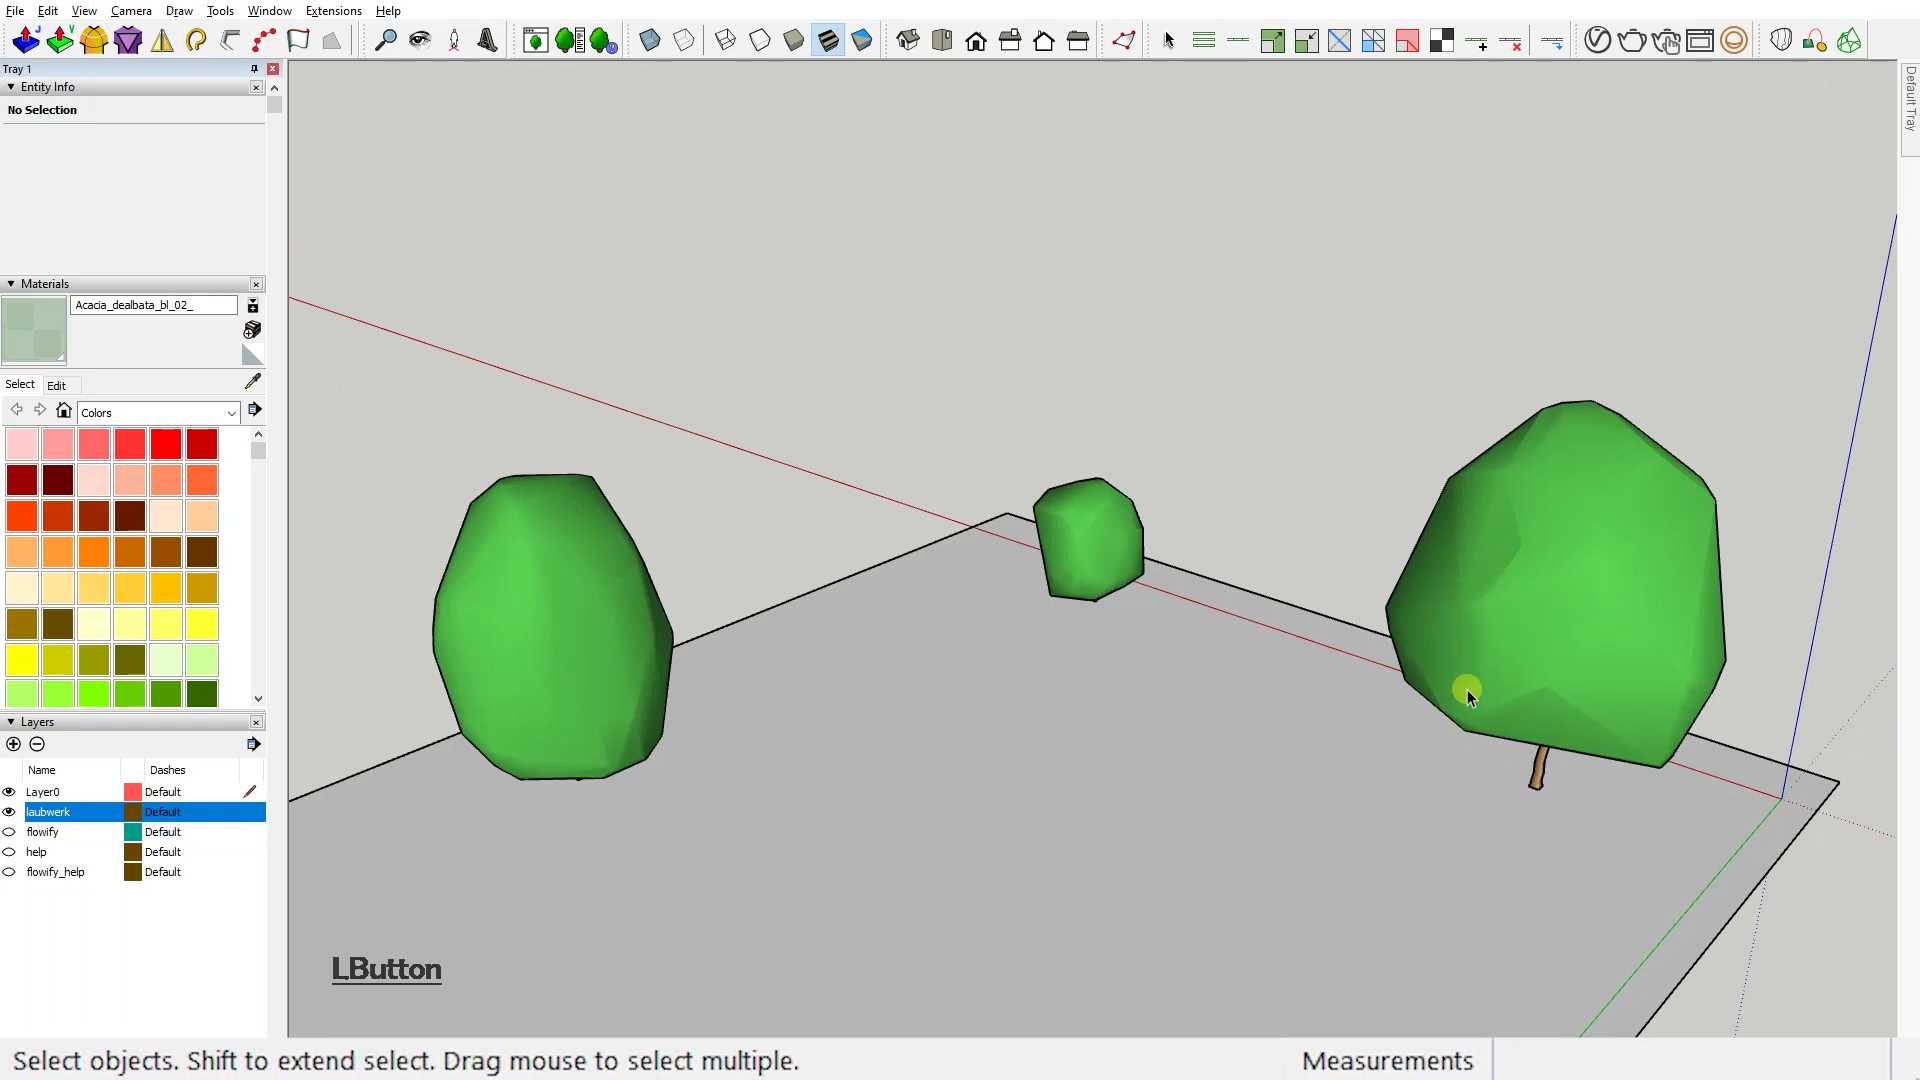 File Edit View Camera Draw Tools Window Extensions Help
Tray 1
Entity Info
No Selection
Materials
Acacia_dealbata_bl_02_
Select Edit
Colors
Layers
Name Dashes
Layer0 Default
laubwerk Default
flowify Default
help Default
flowify_help Default
Default Tray
LButton
Select objects. Shift to extend select. Drag mouse to select multiple.
Measurements